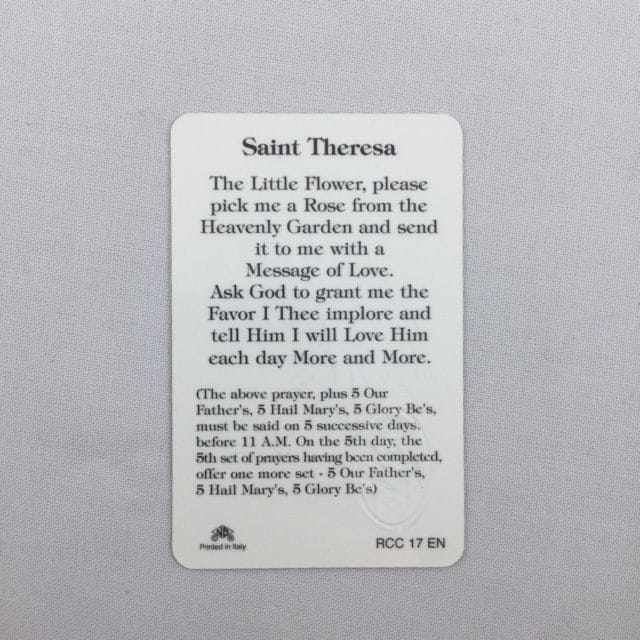 Saint Theresa
The Little Flower, please
pick me a Rose from the
Heavenly Garden and send
it to me with a
Message of Love.
Ask God to grant me the
Favor I Thee implore and
tell Him I will Love Him
each day More and More.
(The above prayer, plus 5 Our
Father's, 5 Hail Mary's, 5 Glory Be's,
must be said on 5 successive days.
before 11 A.M. On the 5th day, the
5th set of prayers having been completed,
offer one more set - 5 Our Father's,
5 Hail Mary's, 5 Glory Be's)
Printed in Italy
RCC 17 EN